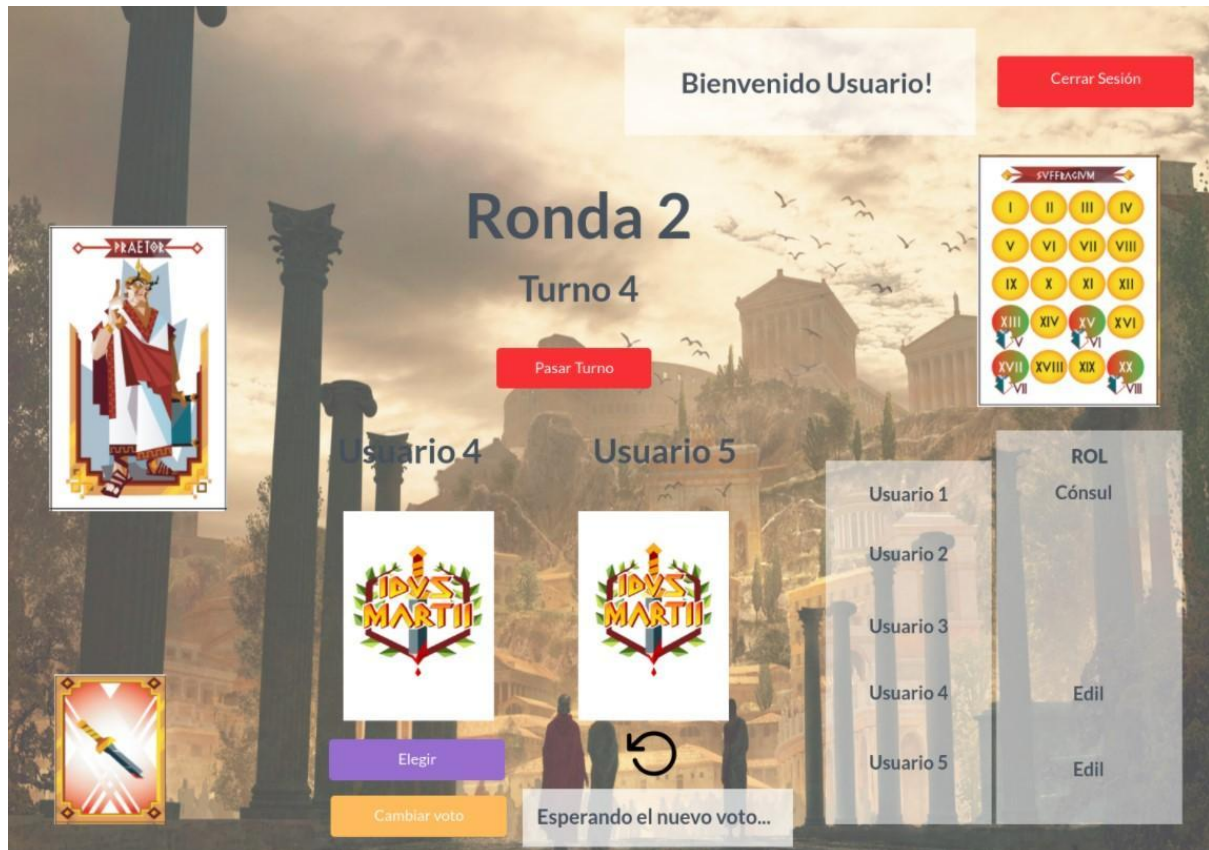 Bienvenido Usuario!
Cerrar Sesión
SVFFRAGIVM
I II III IV
V VI VII VIII
IX X XI XII
XIII XIV XV XVI
V VI
XVII XVIII XIX XX
VII VIII
Ronda 2
Turno 4
Pasar Turno
PRAETOR
Usuario 4 Usuario 5
IDVS
MARTII
IDVS
MARTII
Elegir
Cambiar voto
Esperando el nuevo voto...
ROL
Usuario 1 Cónsul
Usuario 2
Usuario 3
Usuario 4 Edil
Usuario 5 Edil